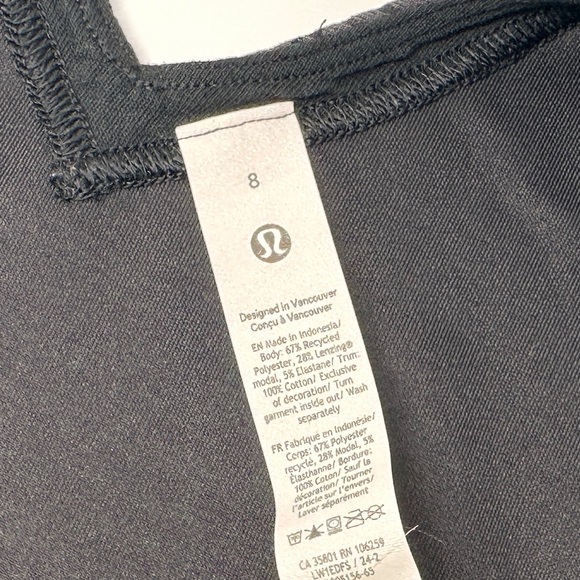 8
Designed in Vancouver
Conçu à Vancouver
EN Made in Indonesia/
Body: 67% Recycled
Polyester, 28% Lenzing®
modal, 5% Elastane/ Trim:
100% Cotton/ Exclusive
of decoration/ Turn
garment inside out/ Wash
separately
FR Fabriqué en Indonésie/
Corps: 67% Polyester
recyclé, 28% Modal, 5%
Élasthanne/ Bordure:
100% Coton/ Sauf la
décoration/ Tourner
l'article sur l'envers/
Laver séparément
CA 35801 RN 106259
LW1EDFS / 24-2